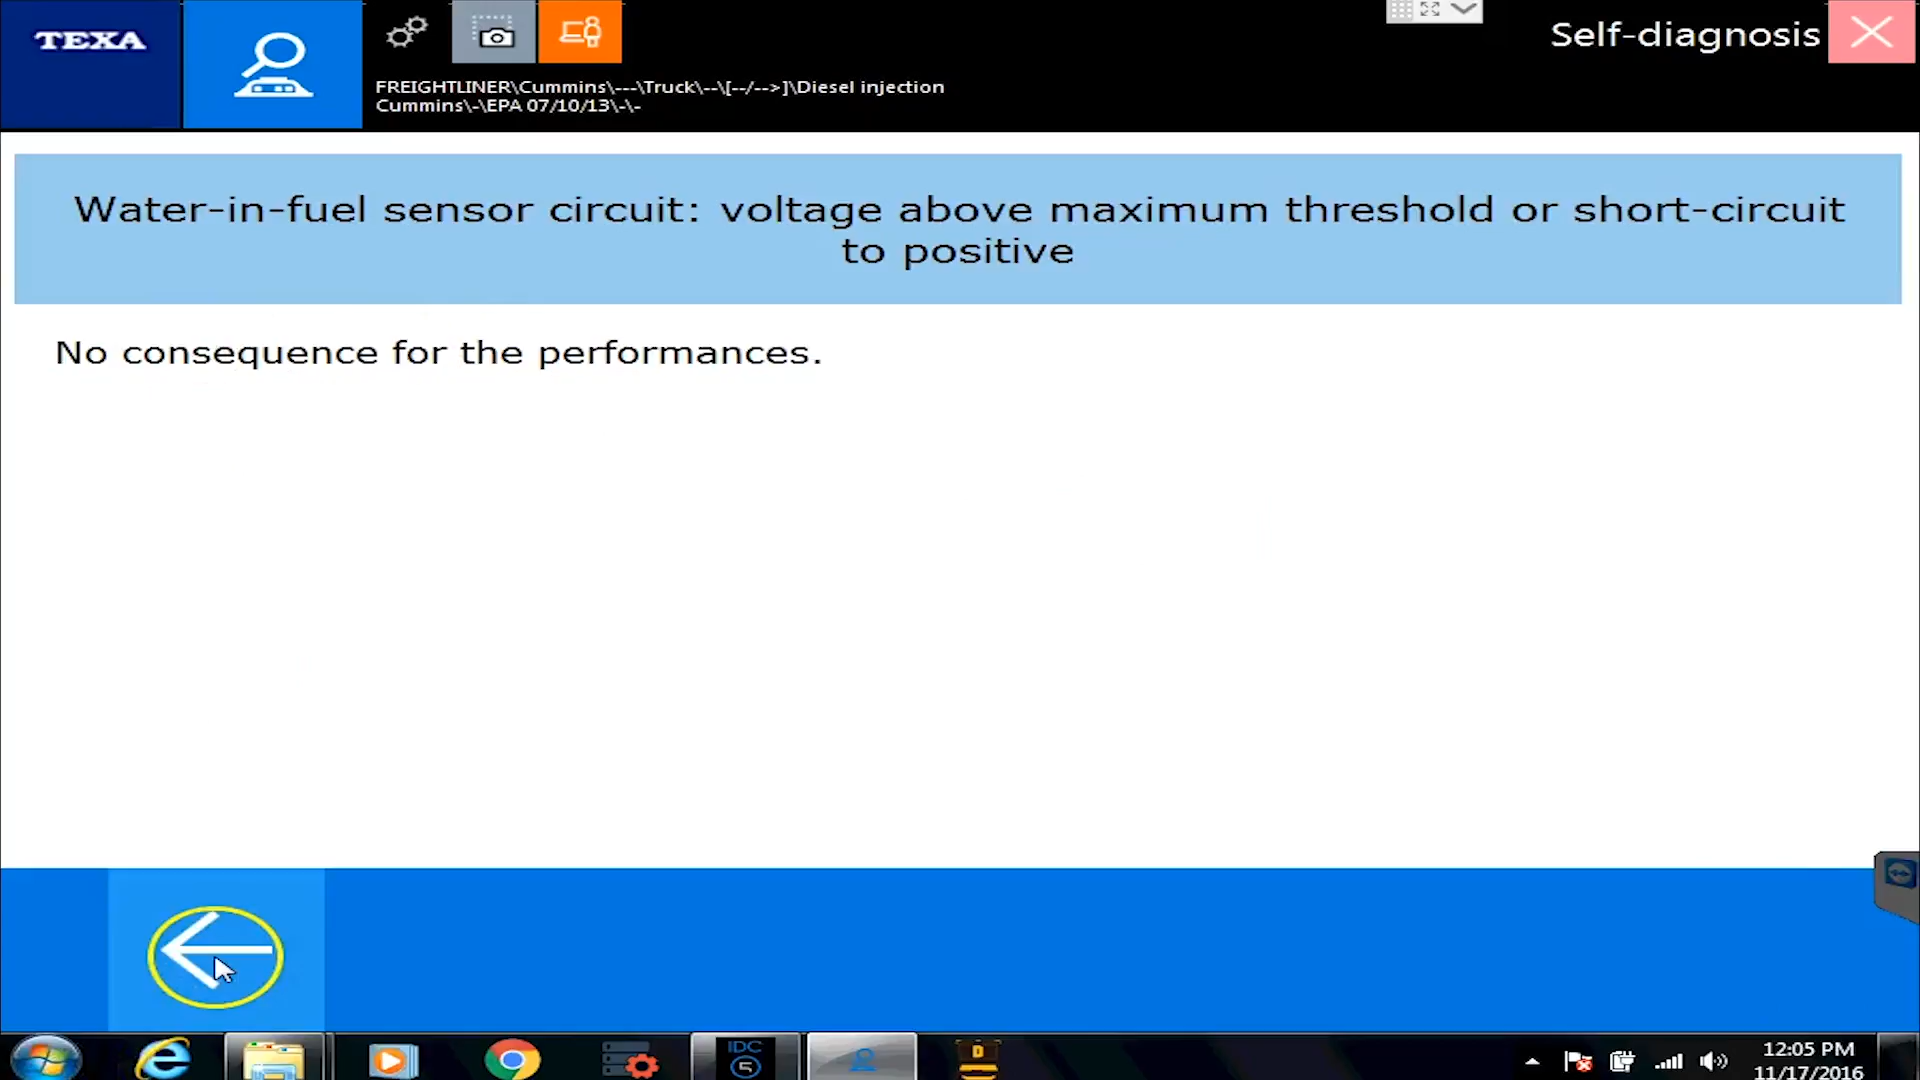 TEXA
Self-diagnosis
FREIGHTLINER\Cummins\---\Truck\--\[--/-->]\Diesel injection
Cummins\-\EPA 07/10/13\-\-
Water-in-fuel sensor circuit: voltage above maximum threshold or short-circuit
to positive
No consequence for the performances.
IDC
5
D
12:05 PM
11/17/2016